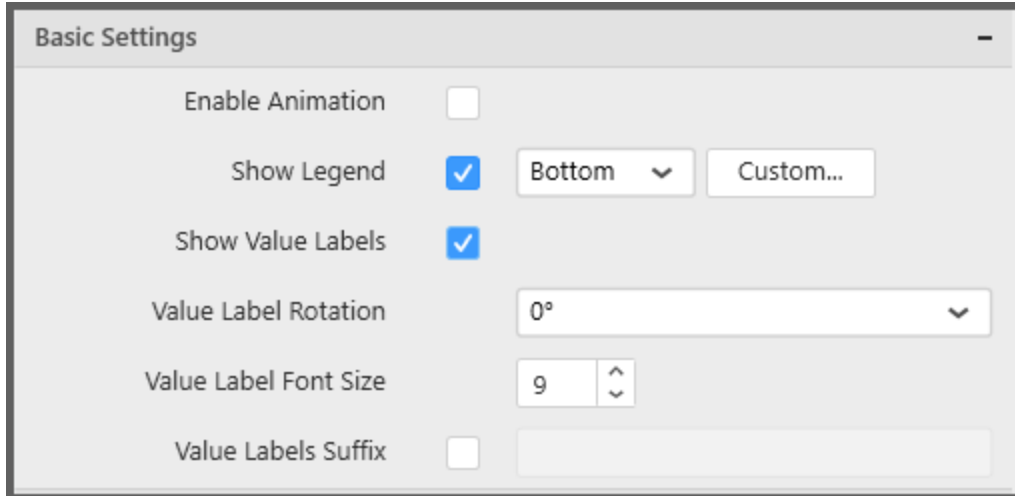 Basic Settings
Enable Animation
Show Legend Bottom Custom...
Show Value Labels
Value Label Rotation 0°
Value Label Font Size 9
Value Labels Suffix